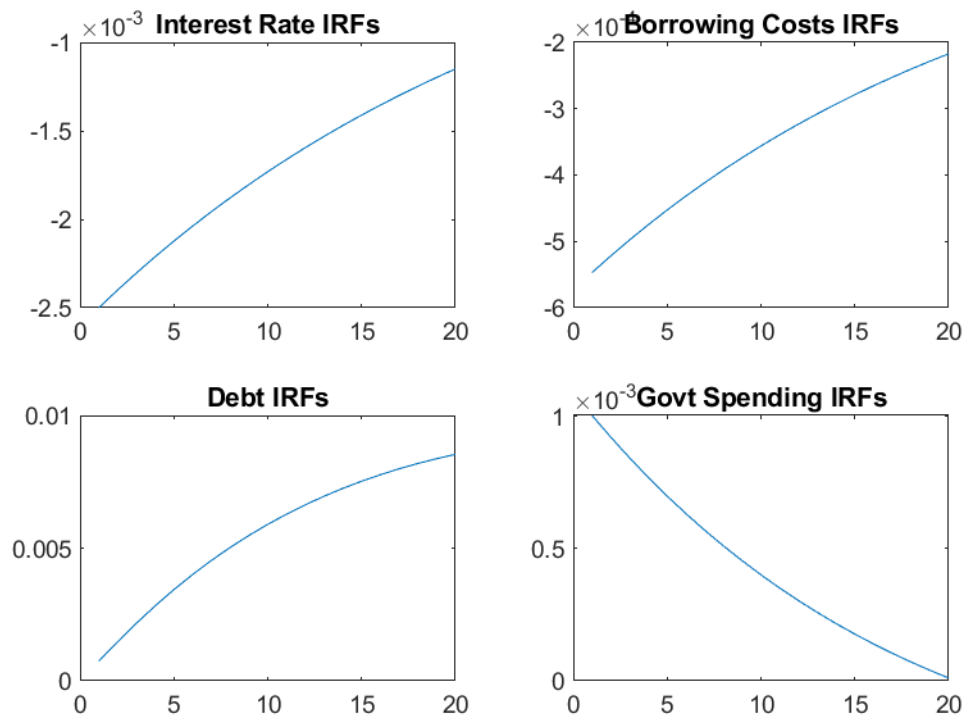 ×10⁻³ Interest Rate IRFs
-1
-1.5
-2
-2.5
0 5 10 15 20
Borrowing Costs IRFs
-2
-3
-4
-5
-6
0 5 10 15 20
Debt IRFs
0.01
0.005
0
0 5 10 15 20
×10⁻³ Govt Spending IRFs
1
0.5
0
0 5 10 15 20